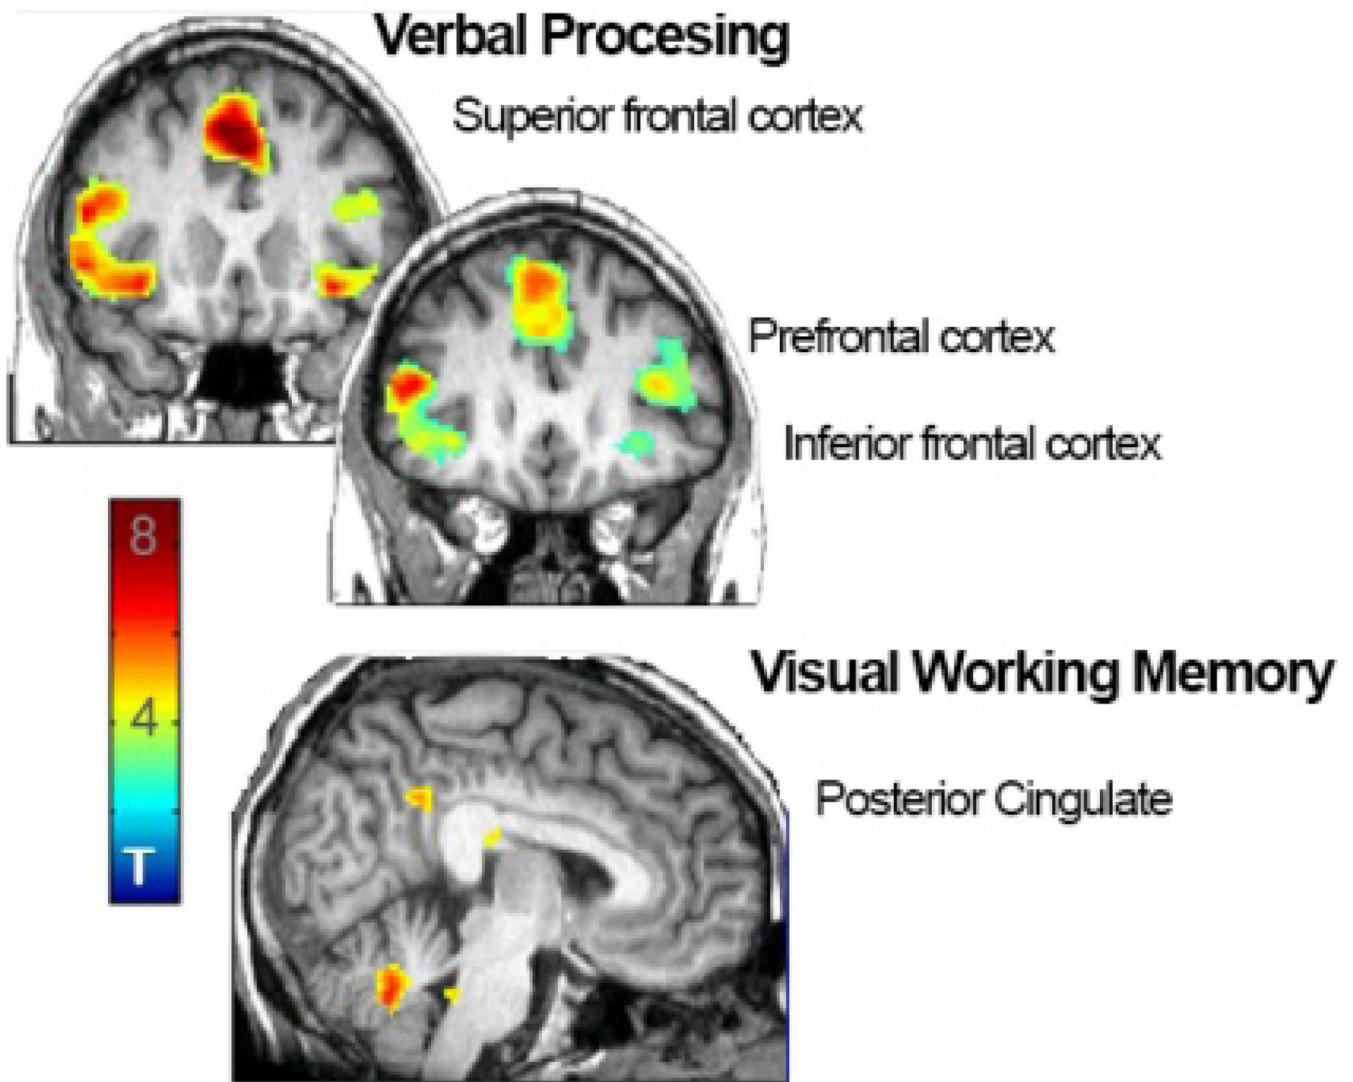 Verbal Procesing
Superior frontal cortex
Prefrontal cortex
Inferior frontal cortex
8
4
T
Visual Working Memory
Posterior Cingulate